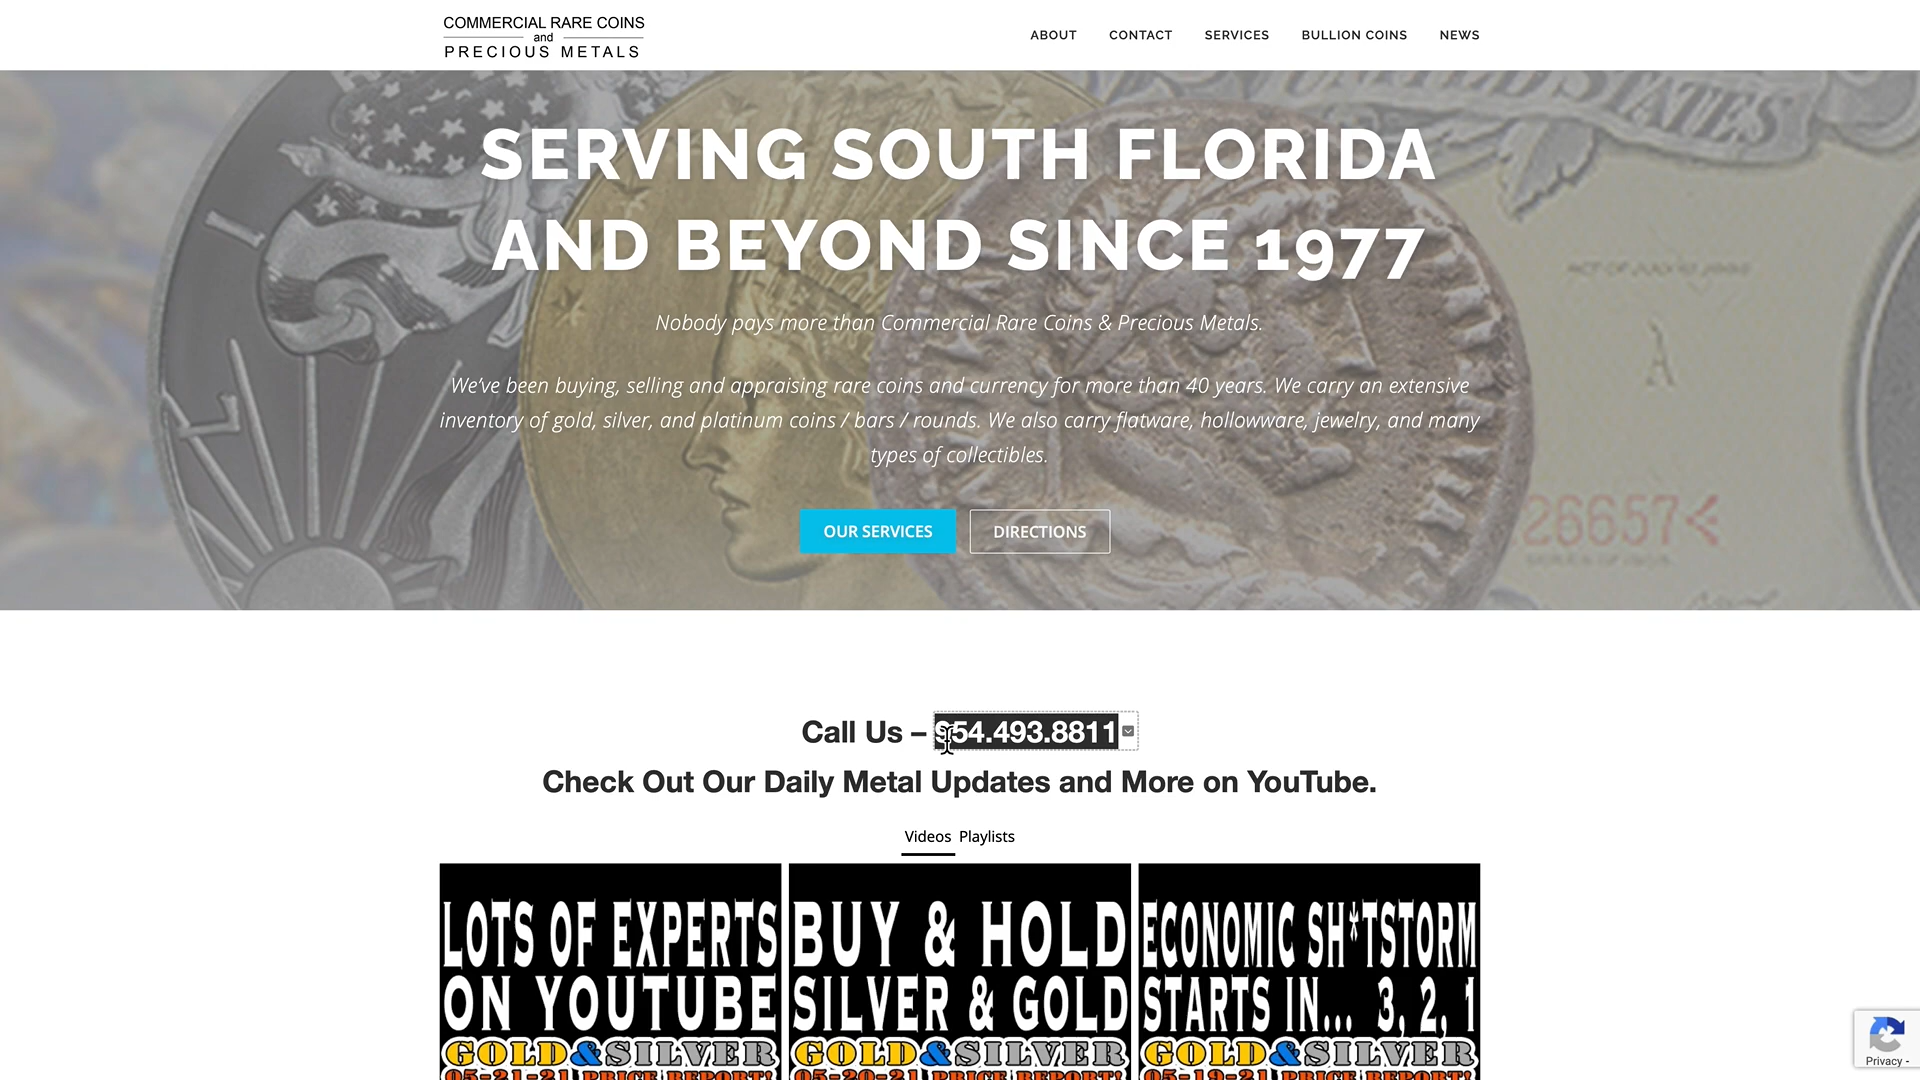 COMMERCIAL RARE COINS
and
PRECIOUS METALS
ABOUT CONTACT SERVICES BULLION COINS NEWS
SERVING SOUTH FLORIDA
AND BEYOND SINCE 1977
Nobody pays more than Commercial Rare Coins & Precious Metals.
We've been buying, selling and appraising rare coins and currency for more than 40 years. We carry an extensive
inventory of gold, silver, and platinum coins / bars / rounds. We also carry flatware, hollowware, jewelry, and many
types of collectibles.
OUR SERVICES DIRECTIONS
26657
Call Us – 954.493.8811
Check Out Our Daily Metal Updates and More on YouTube.
Videos Playlists
LOTS OF EXPERTS
ON YOUTUBE
GOLD&SILVER
05-21-21 PRICE REPORT!
BUY & HOLD
SILVER & GOLD
GOLD&SILVER
05-20-21 PRICE REPORT!
ECONOMIC SH*TSTORM
STARTS IN... 3, 2, 1
GOLD&SILVER
05-19-21 PRICE REPORT!
Privacy -